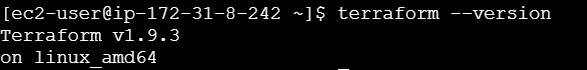 [ec2-user@ip-172-31-8-242 ~]$ terraform --version
Terraform v1.9.3
on linux_amd64